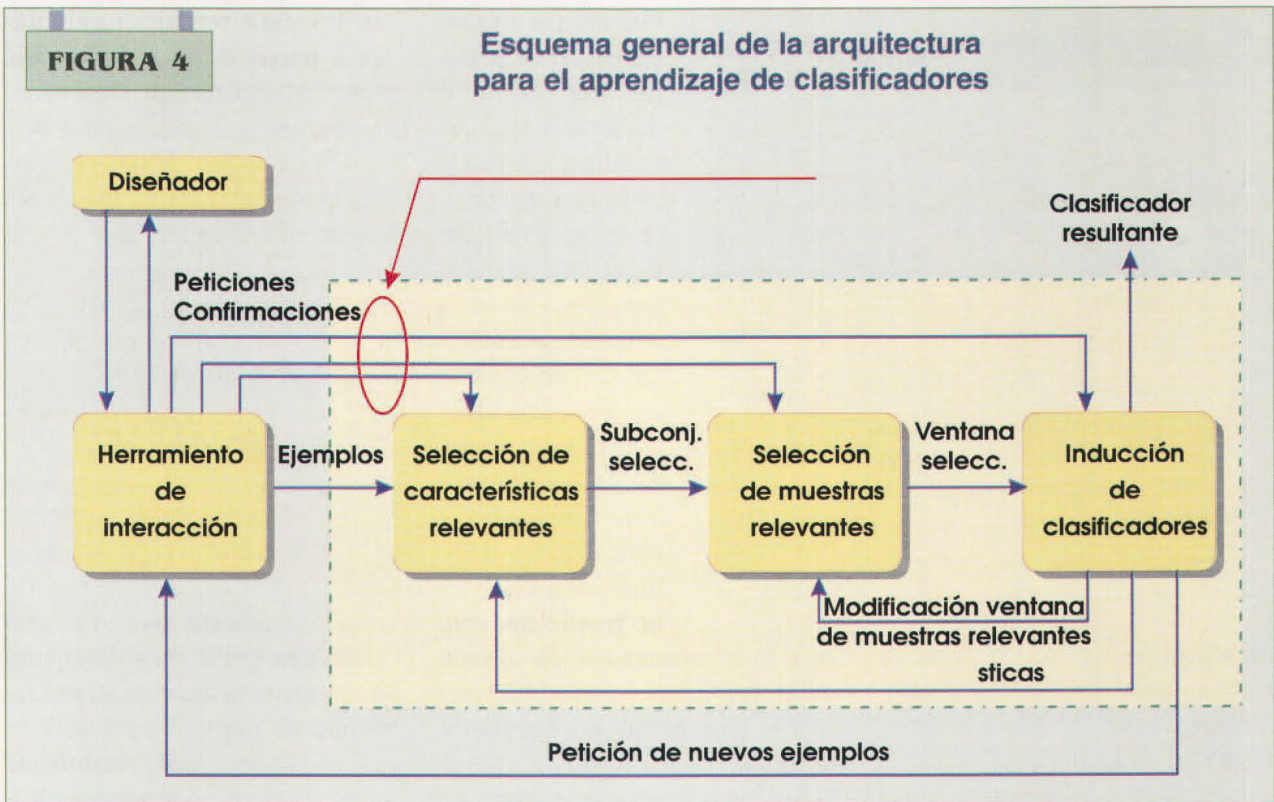 FIGURA 4
Esquema general de la arquitectura
para el aprendizaje de clasificadores
Diseñador
Clasificador
resultante
Peticiones
Confirmaciones
Herramiento
de
interacción
Ejemplos
Selección de
características
relevantes
Subconj.
selecc.
Selección
de muestras
relevantes
Ventana
selecc.
Inducción
de
clasificadores
Modificación ventana
de muestras relevantes
sticas
Petición de nuevos ejemplos